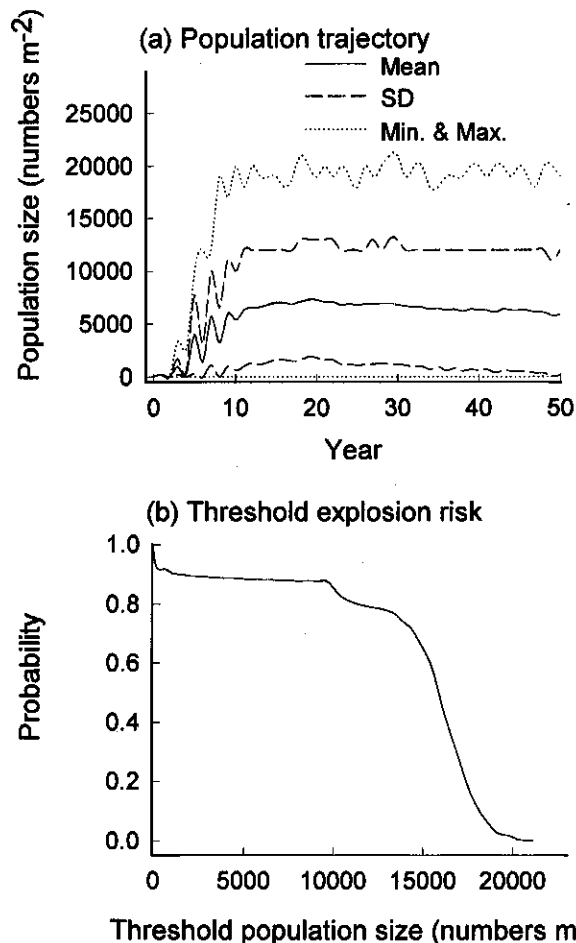 (a) Population trajectory
Mean
SD
Min. & Max.
Population size (numbers m-2)
25000
20000
15000
10000
5000
0
0 10 20 30 40 50
Year
(b) Threshold explosion risk
Probability
1.0
0.8
0.6
0.4
0.2
0.0
0 5000 10000 15000 20000
Threshold population size (numbers m